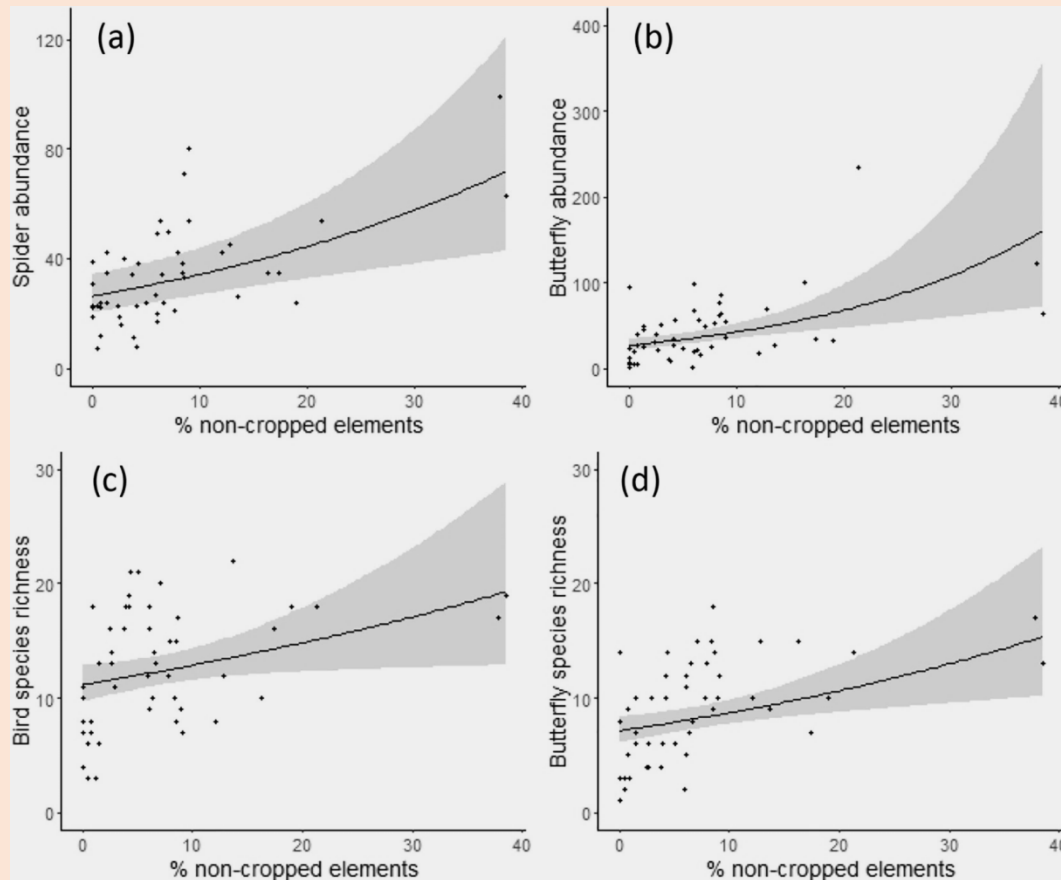 (a)
Spider abundance
120
80
40
0
0 10 20 30 40
% non-cropped elements
(b)
Butterfly abundance
400
300
200
100
0
0 10 20 30 40
% non-cropped elements
(c)
Bird species richness
30
20
10
0
0 10 20 30 40
% non-cropped elements
(d)
Butterfly species richness
30
20
10
0
0 10 20 30 40
% non-cropped elements